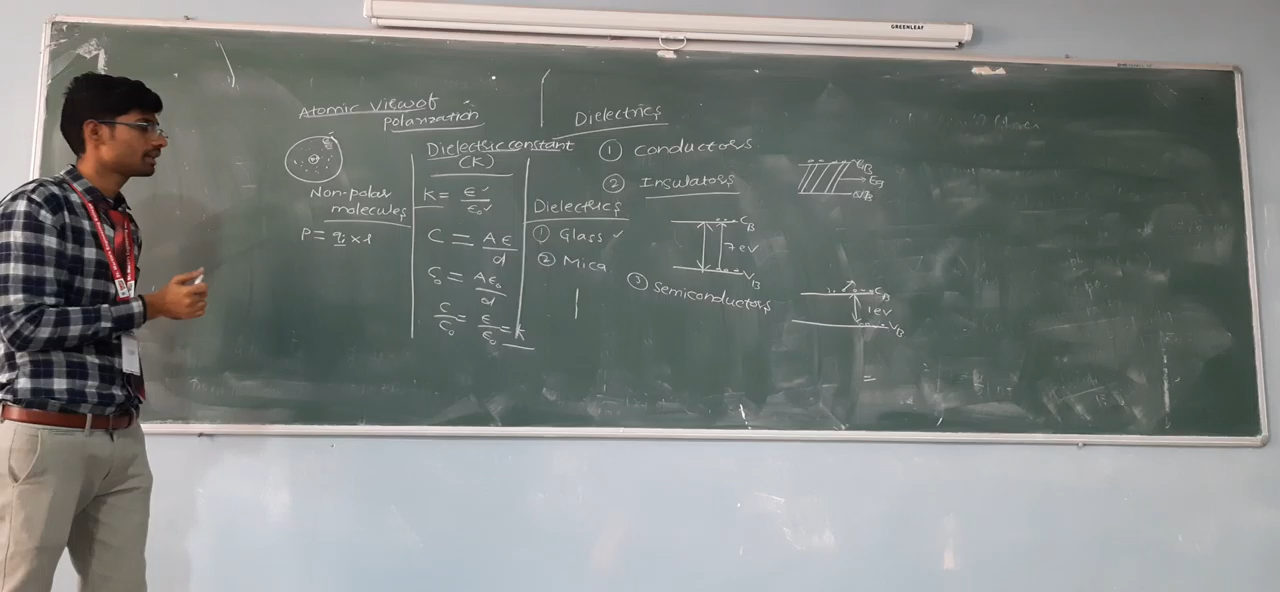 GREENLEAF
Atomic view of
polarization
Non-polar
molecules
P = qi × l
Dielectric constant
(K)
K = ε/ε₀
C = Aε/d
C₀ = Aε₀/d
C/C₀ = ε/ε₀ = K
Dielectrics
① Glass ✓
② Mica
Dielectrics
① Conductors
CB
Eg
VB
② Insulators
CB
7 eV
VB
③ Semiconductors
CB
1 eV
VB